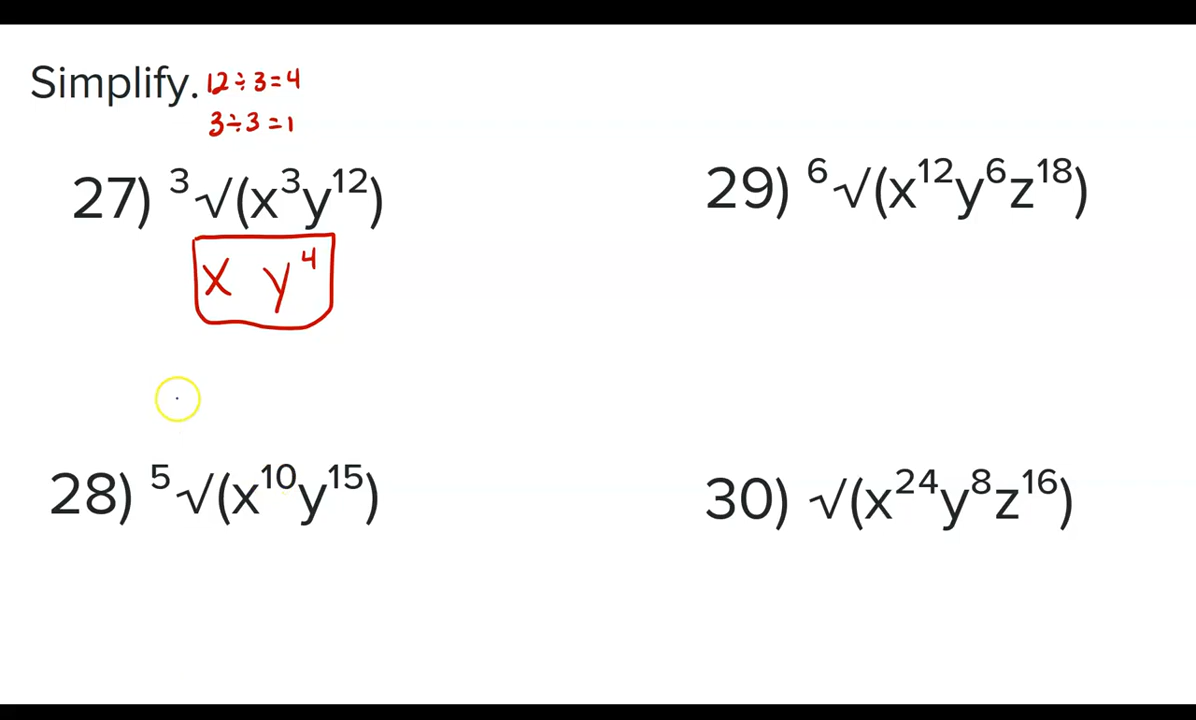 Simplify. 12÷3=4
3÷3=1
27) ³√(x³y¹²)
x y⁴
28) ⁵√(x¹⁰y¹⁵)
29) ⁶√(x¹²y⁶z¹⁸)
30) √(x²⁴y⁸z¹⁶)